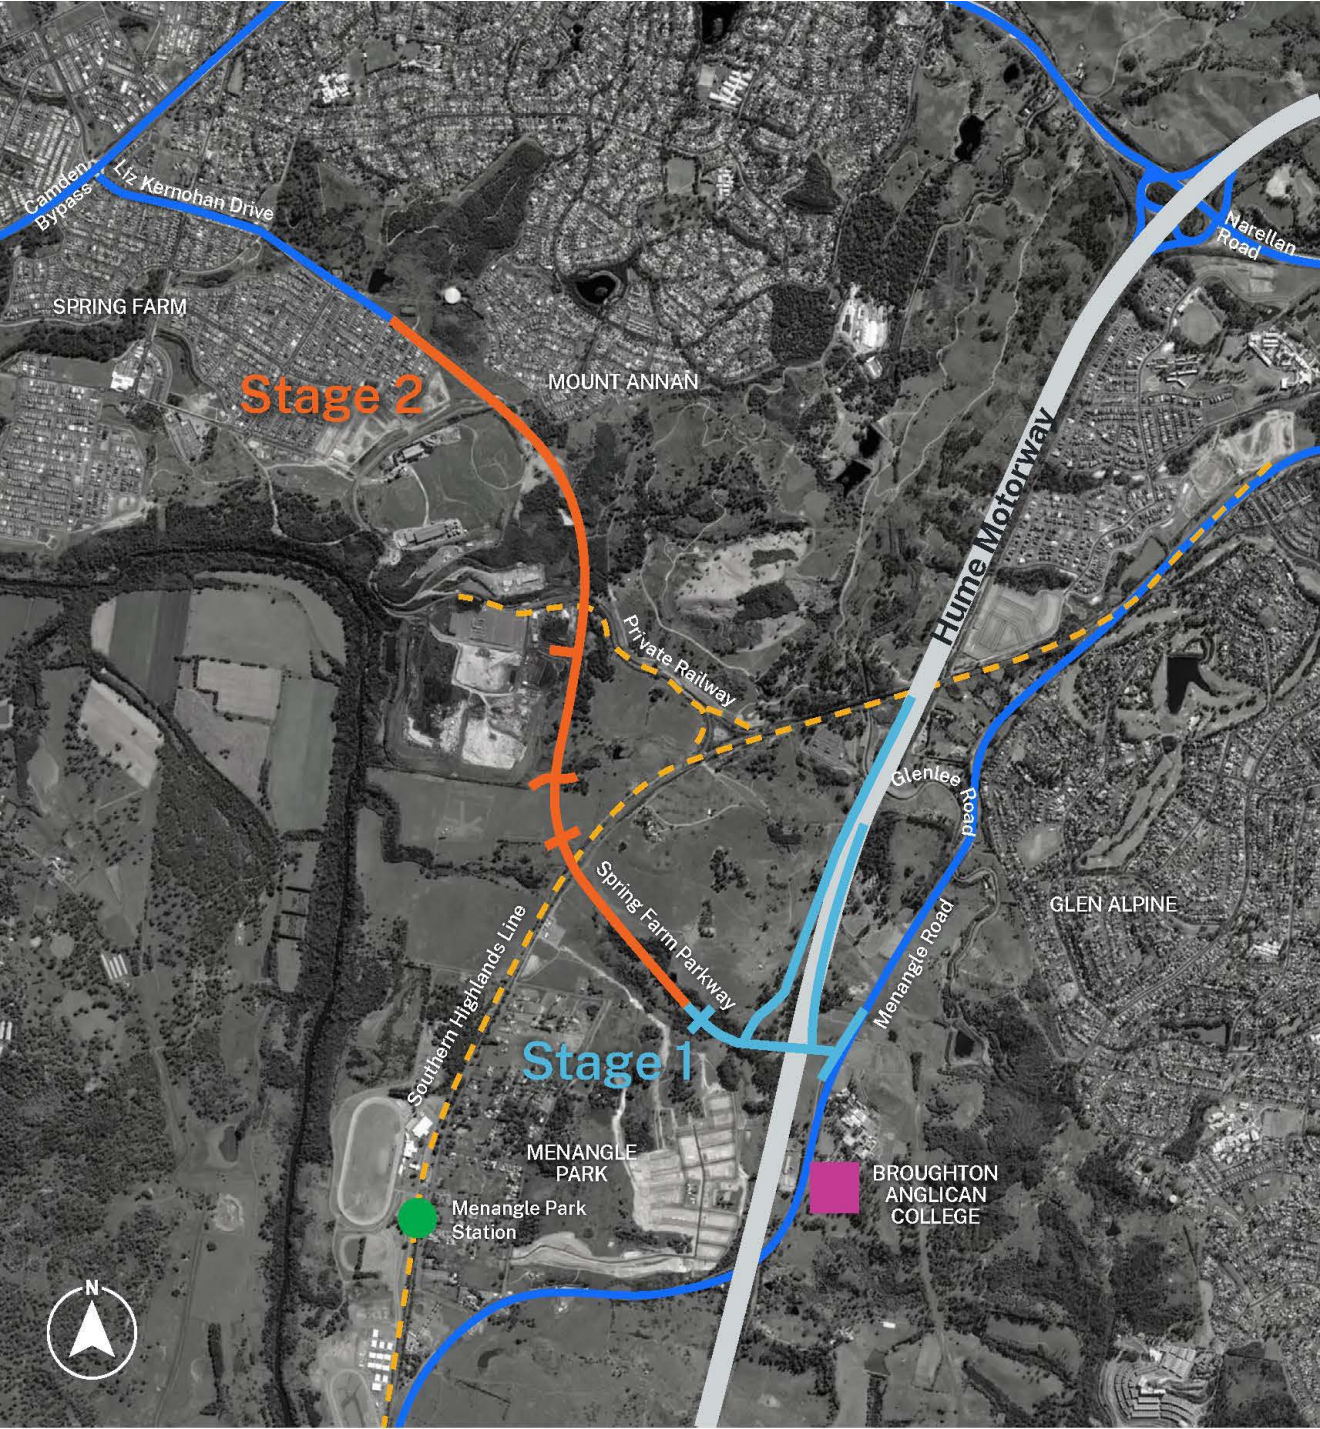 Camden
Bypass
Liz Kernohan Drive
Narellan
Road
SPRING FARM
Stage 2
MOUNT ANNAN
Hume Motorway
Private Railway
Glenlee
Road
Spring Farm Parkway
GLEN ALPINE
Menangle Road
Southern Highlands Line
Stage 1
MENANGLE
PARK
BROUGHTON
ANGLICAN
COLLEGE
Menangle Park
Station
N